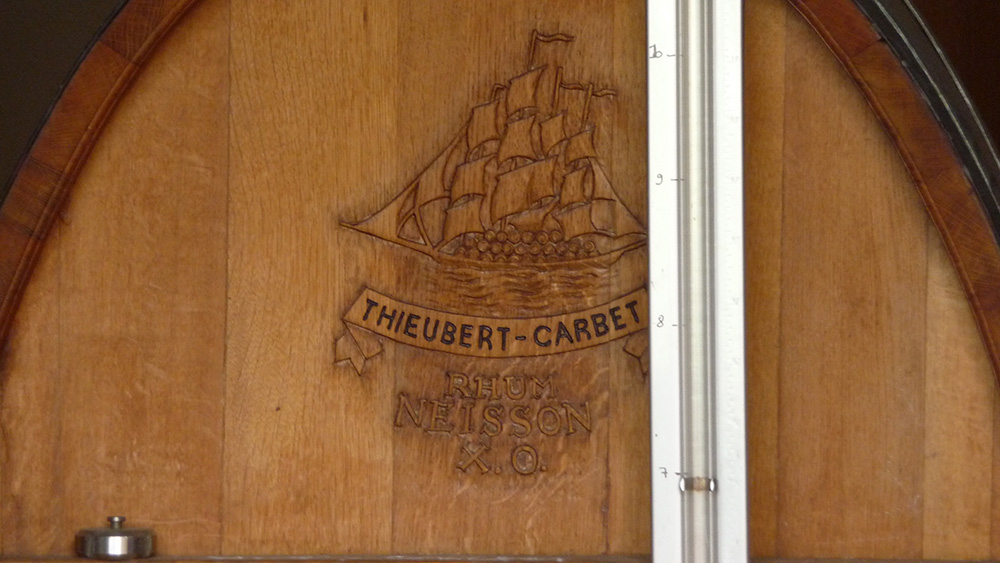 10
9
THIEUBERT-CARBET
8
RHUM
NEISSON
X.O.
7